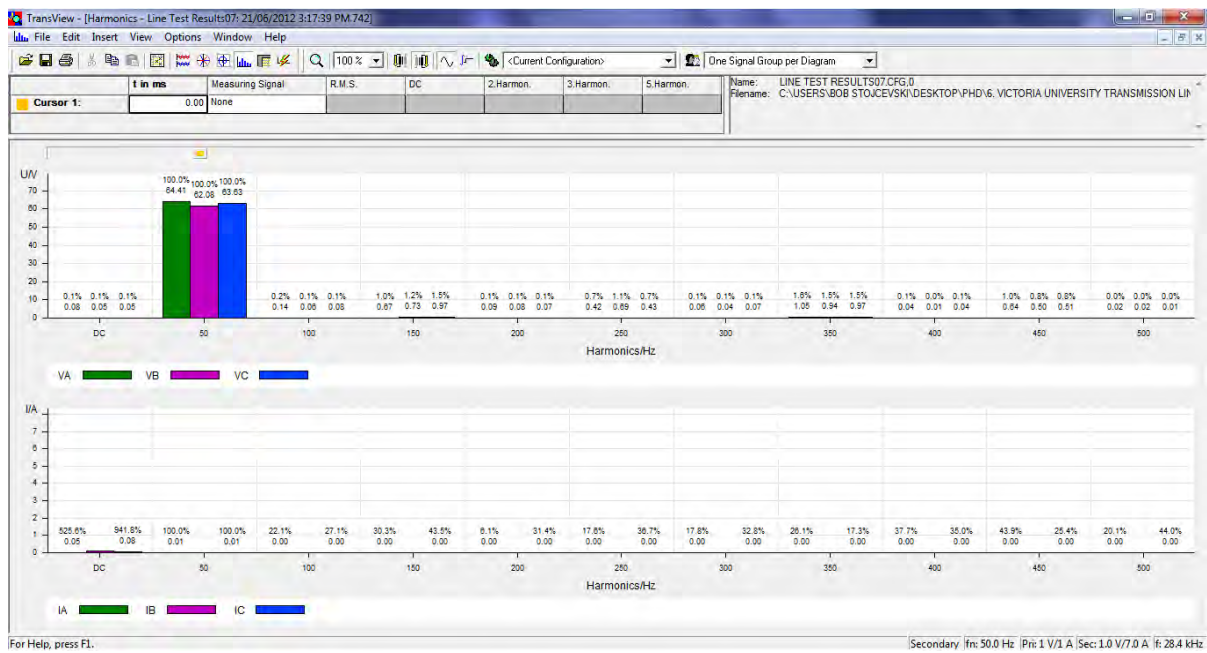 TransView - [Harmonics - Line Test Results07: 21/06/2012 3:17:39 PM.742]
File Edit Insert View Options Window Help
100 % <Current Configuration> One Signal Group per Diagram
t in ms Measuring Signal R.M.S. DC 2.Harmon. 3.Harmon. 5.Harmon. Name: LINE TEST RESULTS07.CFG,0
Cursor 1: 0.00 None Filename: C:\USERS\BOB STOJCEVSKI\DESKTOP\PHD\6. VICTORIA UNIVERSITY TRANSMISSION LIN
U/V
70
60
50
40
30
20
10
0
100.0% 100.0% 100.0%
64.41 62.08 63.63
0.1% 0.1% 0.1% 0.2% 0.1% 0.1% 1.0% 1.2% 1.5% 0.1% 0.1% 0.1% 0.7% 1.1% 0.7% 0.1% 0.1% 0.1% 1.6% 1.5% 1.5% 0.1% 0.0% 0.1% 1.0% 0.8% 0.8% 0.0% 0.0% 0.0%
0.08 0.05 0.05 0.14 0.06 0.08 0.67 0.73 0.97 0.09 0.08 0.07 0.42 0.69 0.43 0.06 0.04 0.07 1.05 0.94 0.97 0.04 0.01 0.04 0.64 0.50 0.51 0.02 0.02 0.01
DC 50 100 150 200 250 300 350 400 450 500
Harmonics/Hz
VA VB VC
I/A
7
6
5
4
3
2
1
0
525.6% 941.8% 100.0% 100.0% 22.1% 27.1% 30.3% 43.5% 6.1% 31.4% 17.6% 36.7% 17.8% 32.8% 26.1% 17.3% 37.7% 35.0% 43.9% 25.4% 20.1% 44.0%
0.05 0.08 0.01 0.01 0.00 0.00 0.00 0.00 0.00 0.00 0.00 0.00 0.00 0.00 0.00 0.00 0.00 0.00 0.00 0.00 0.00 0.00
DC 50 100 150 200 250 300 350 400 450 500
Harmonics/Hz
IA IB IC
For Help, press F1. Secondary fn: 50.0 Hz Pri: 1 V/1 A Sec: 1.0 V/7.0 A f: 28.4 kHz